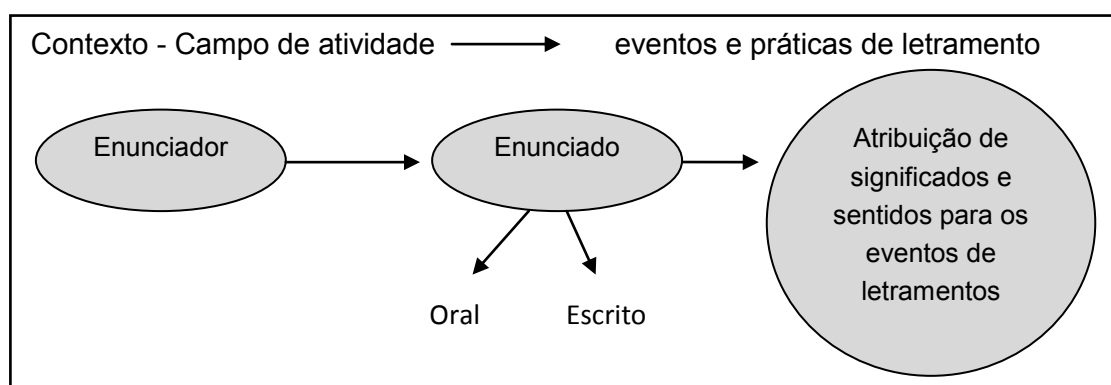 Contexto - Campo de atividade eventos e práticas de letramento
Enunciador
Enunciado
Atribuição de
significados e
sentidos para os
eventos de
letramentos
Oral
Escrito